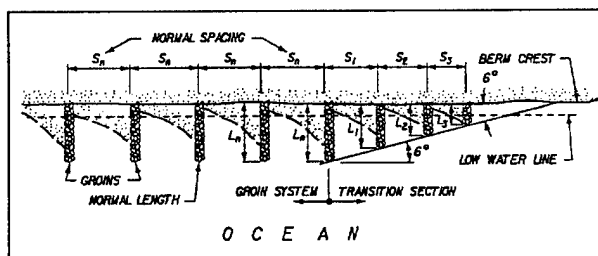 NORMAL SPACING
Sn Sn Sn Sn S1 S2 S3
BERM CREST
6°
Ln Ln L1 L2 L3
6°
LOW WATER LINE
GROINS
NORMAL LENGTH
GROIN SYSTEM TRANSITION SECTION
OCEAN